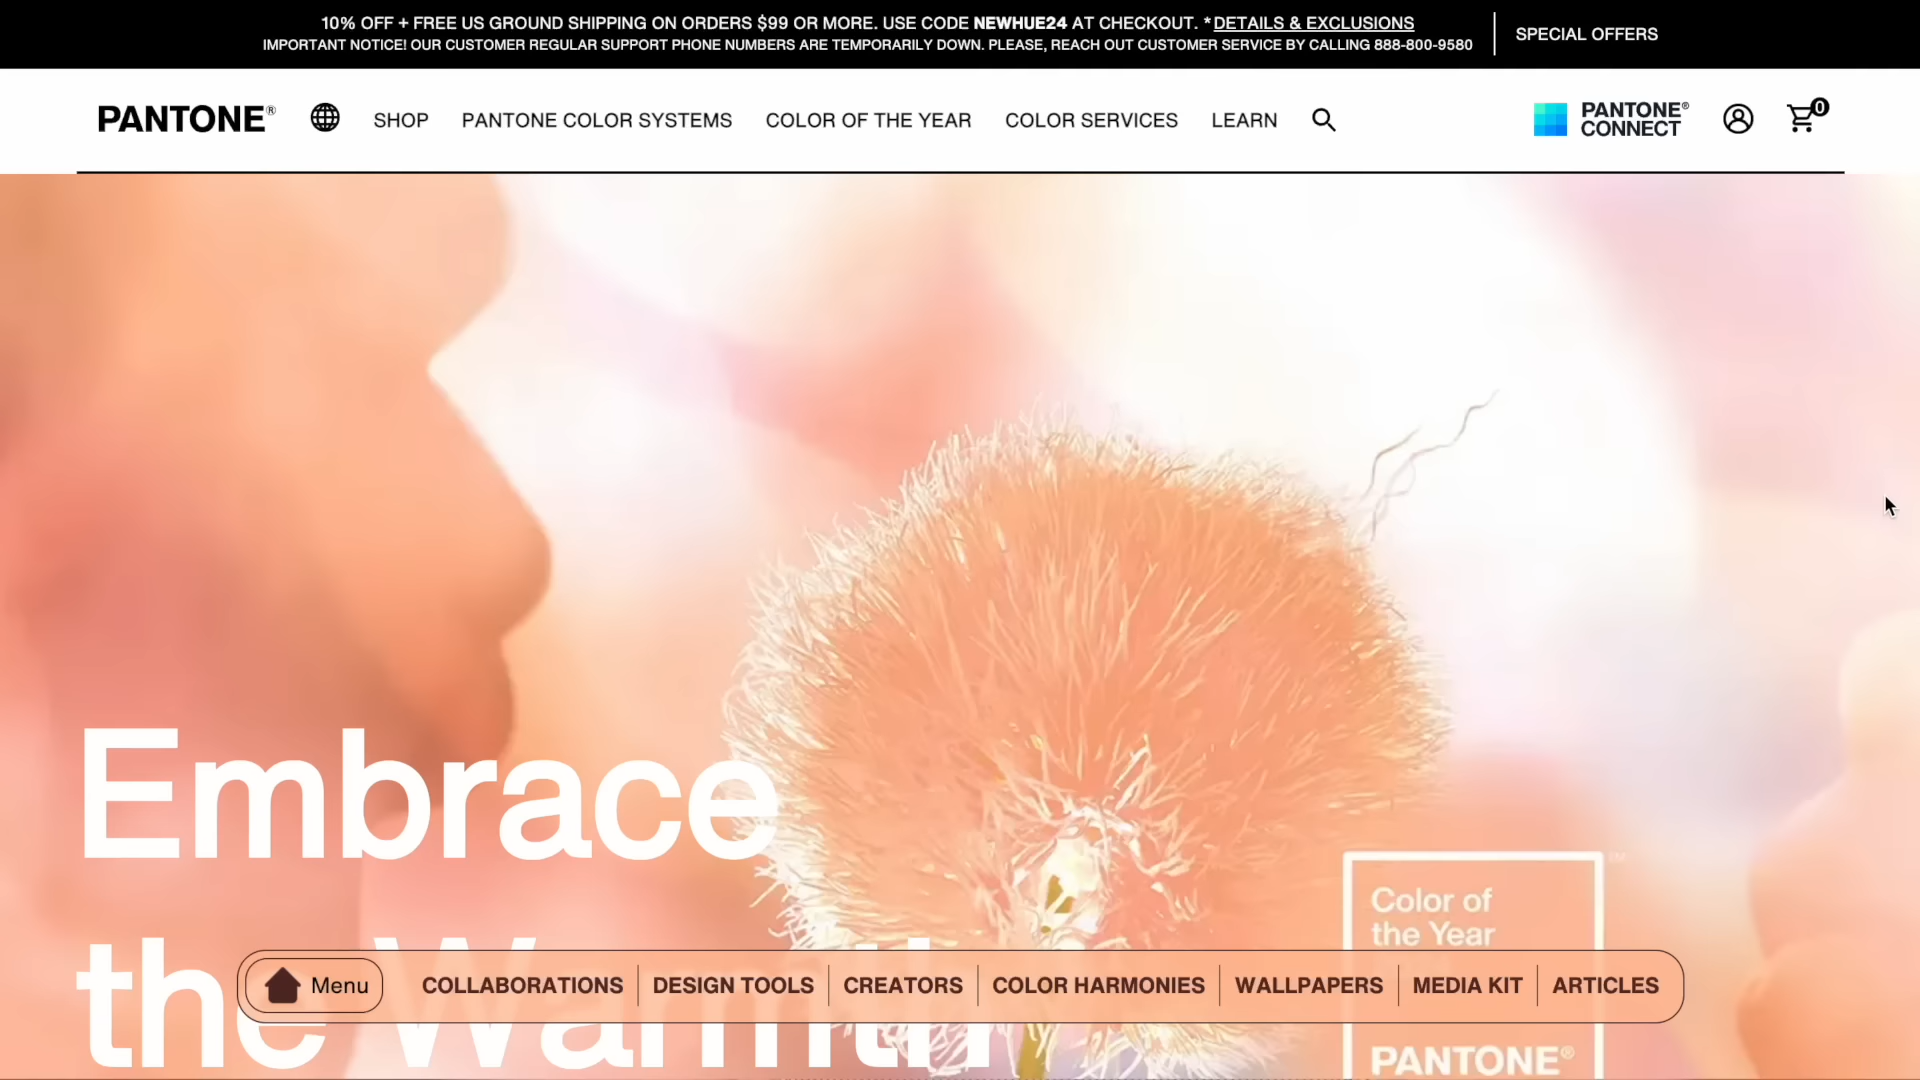 10% OFF + FREE US GROUND SHIPPING ON ORDERS $99 OR MORE. USE CODE NEWHUE24 AT CHECKOUT. *DETAILS & EXCLUSIONS
IMPORTANT NOTICE! OUR CUSTOMER REGULAR SUPPORT PHONE NUMBERS ARE TEMPORARILY DOWN. PLEASE, REACH OUT CUSTOMER SERVICE BY CALLING 888-800-9580
SPECIAL OFFERS
PANTONE® SHOP PANTONE COLOR SYSTEMS COLOR OF THE YEAR COLOR SERVICES LEARN
PANTONE®
CONNECT
0
Embrace
the Warmth
Color of
the Year
Menu COLLABORATIONS DESIGN TOOLS CREATORS COLOR HARMONIES WALLPAPERS MEDIA KIT ARTICLES
PANTONE®